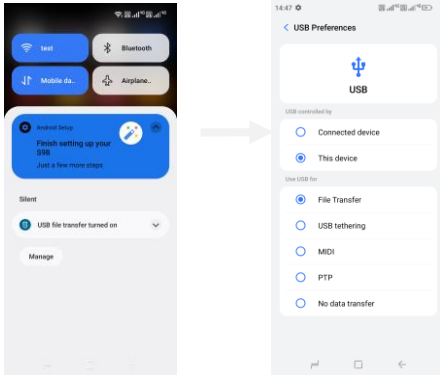 test
Bluetooth
Mobile da..
Airplane..
Android Setup
Finish setting up your
S98
Just a few more steps
Silent
USB file transfer turned on
Manage
14:47
USB Preferences
USB
USB controlled by
Connected device
This device
Use USB for
File Transfer
USB tethering
MIDI
PTP
No data transfer